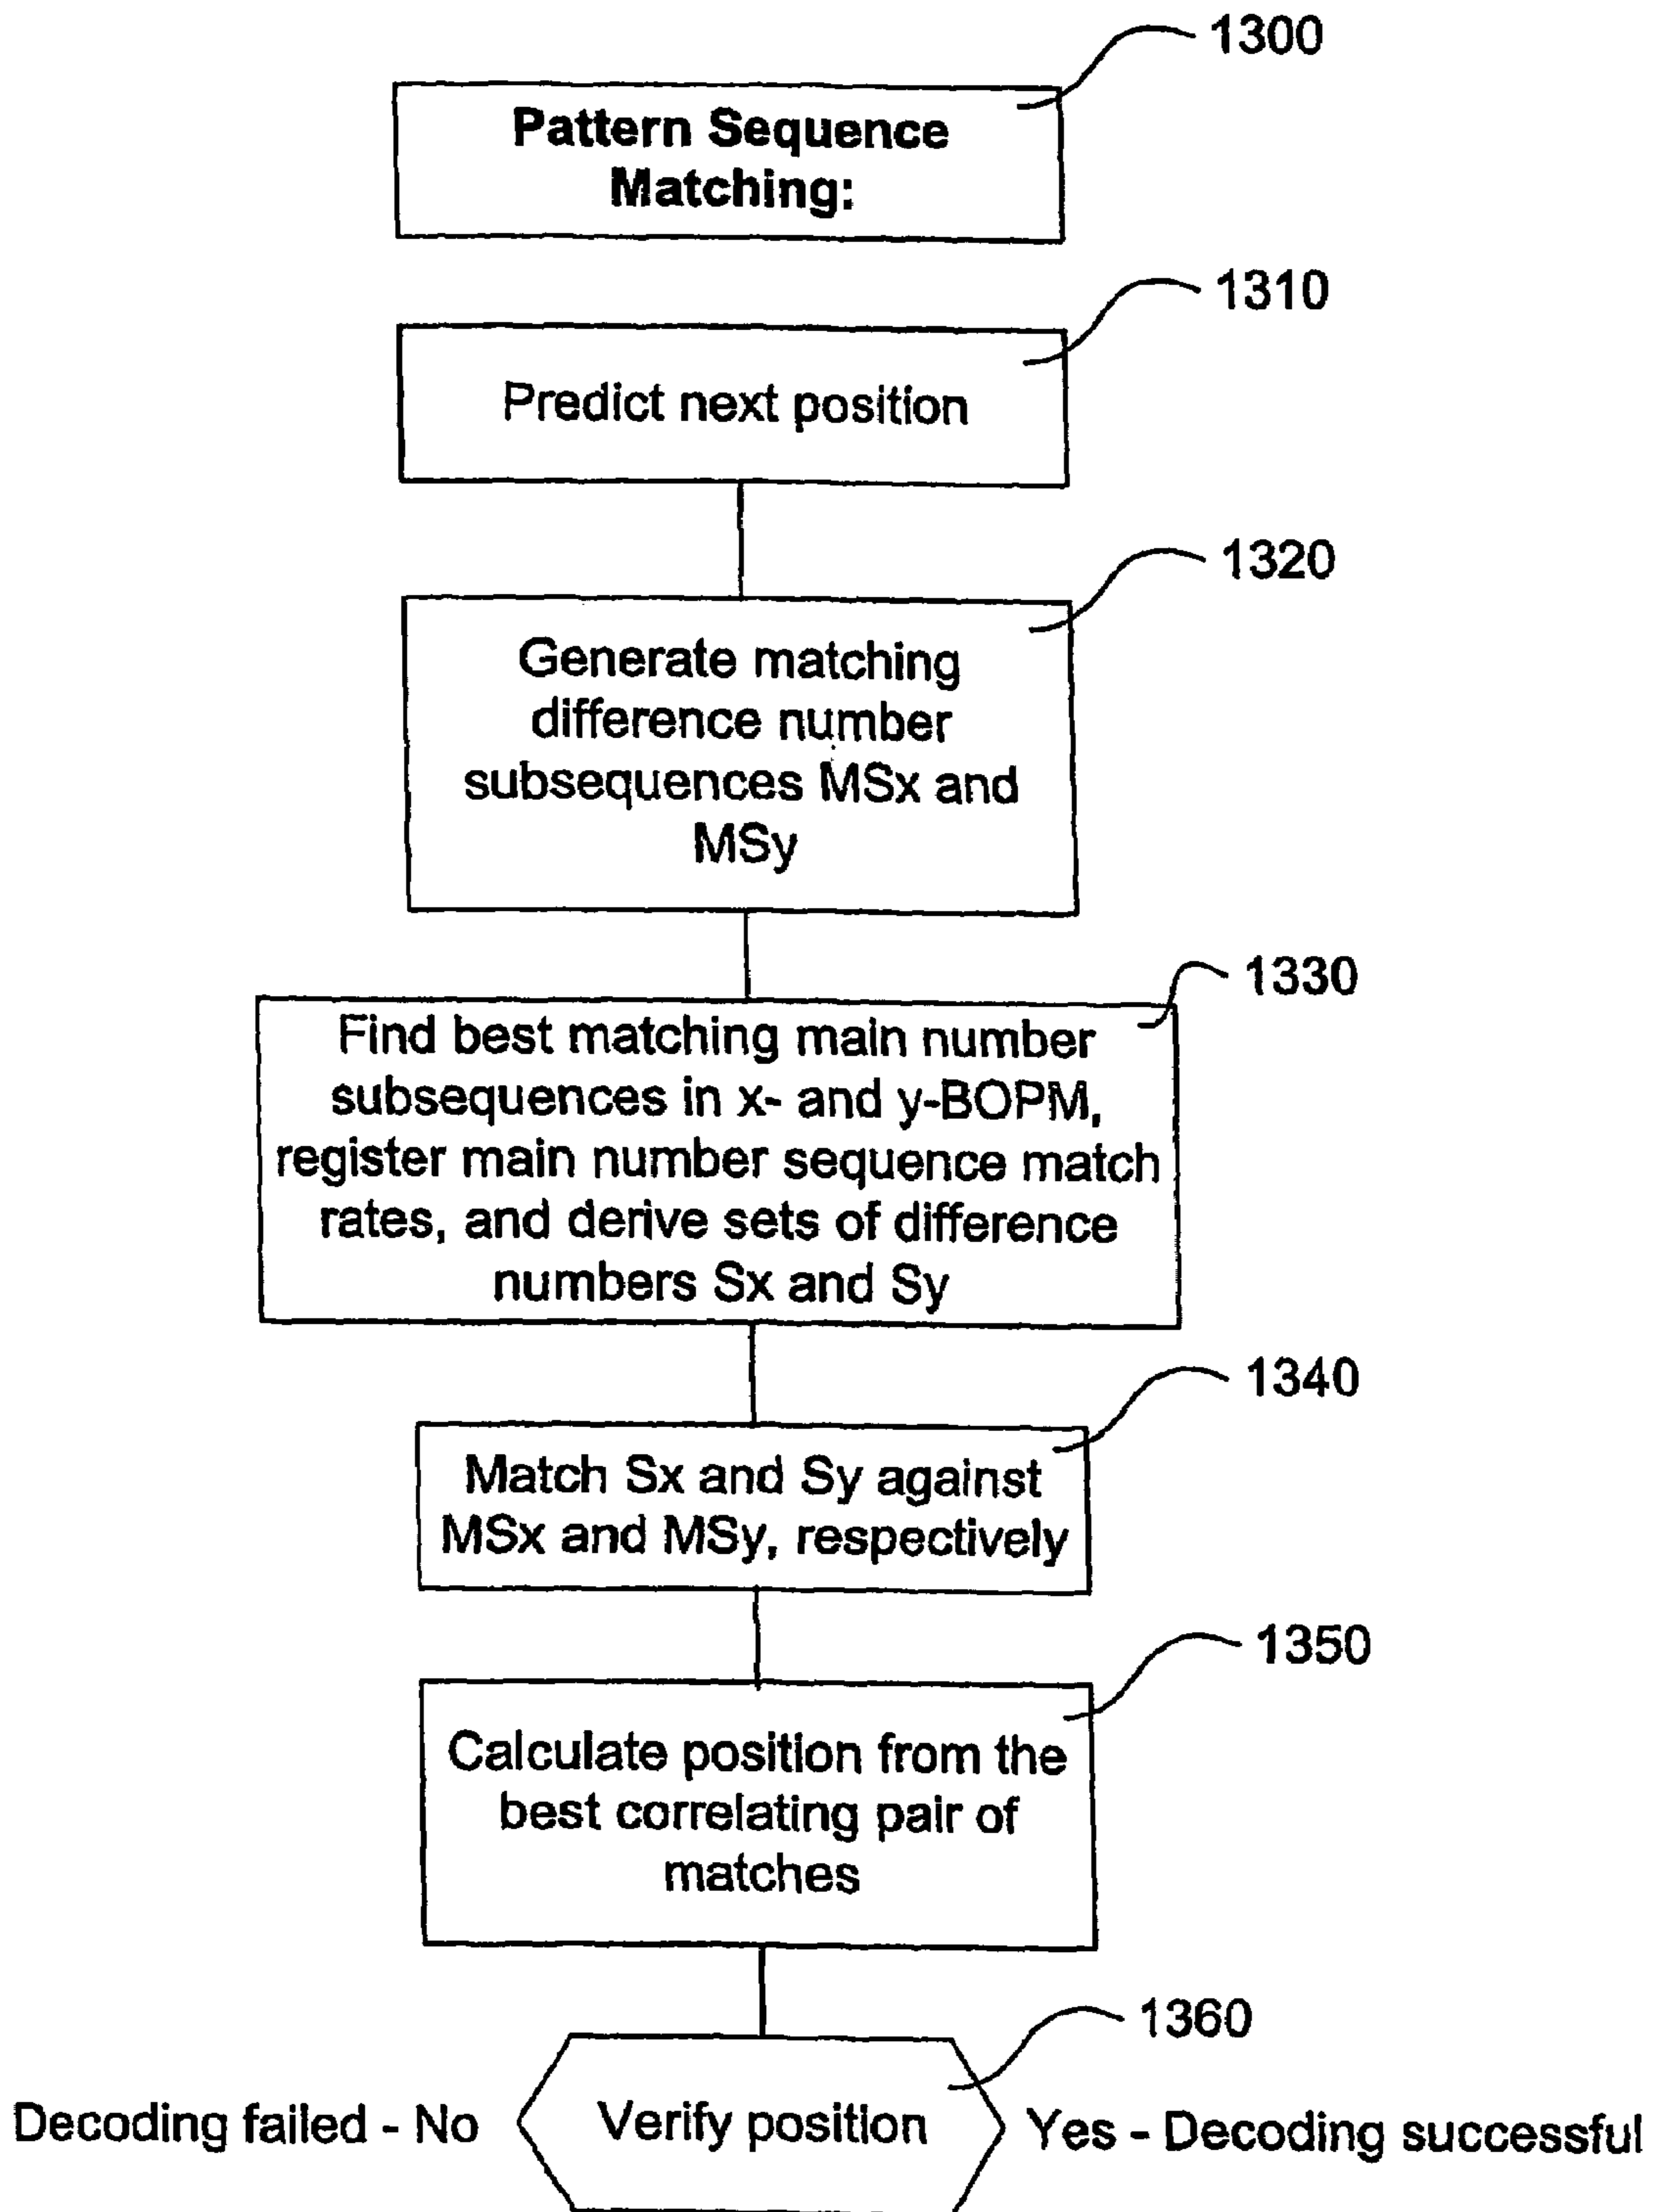 1300
Pattern Sequence
Matching:
1310
Predict next position
1320
Generate matching
difference number
subsequences MSx and
MSy
1330
Find best matching main number
subsequences in x- and y-BOPM,
register main number sequence match
rates, and derive sets of difference
numbers Sx and Sy
1340
Match Sx and Sy against
MSx and MSy, respectively
1350
Calculate position from the
best correlating pair of
matches
1360
Decoding failed - No
Verify position
Yes - Decoding successful